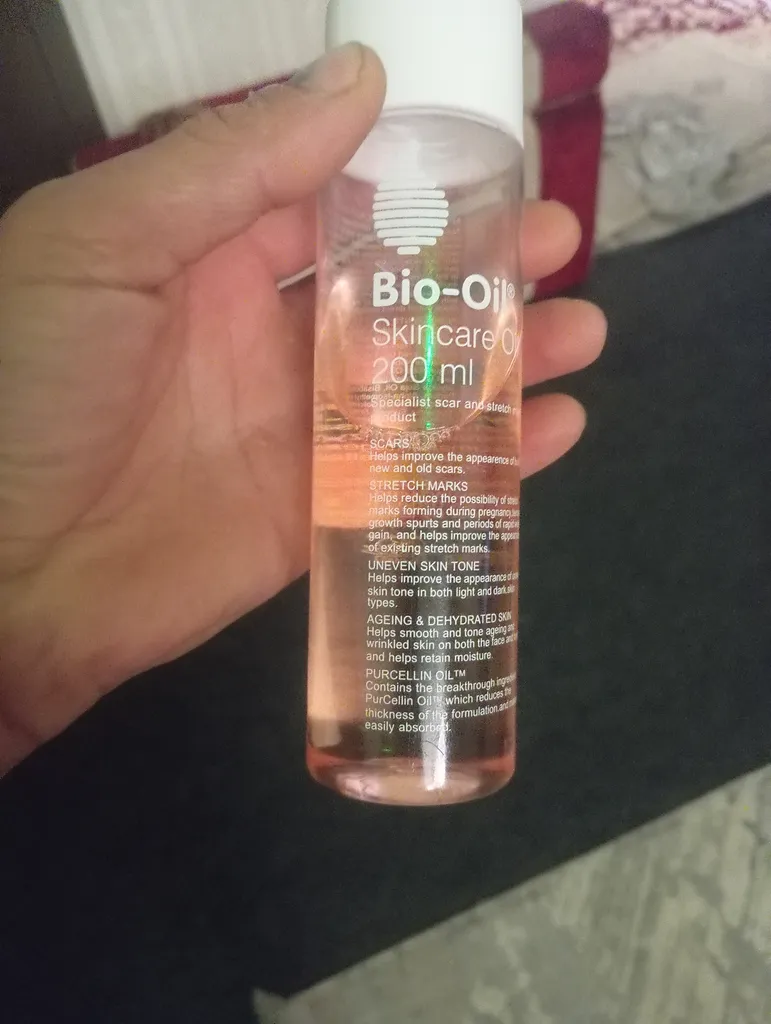 Bio-Oil®
Skincare
200 ml
Specialist scar and stretch
product
SCARS
Helps improve the appearence of
new and old scars.
STRETCH MARKS
Helps reduce the possibility of stretch
marks forming during pregnancy,
growth spurts and periods of rapid
gain, and helps improve the
of existing stretch marks.
UNEVEN SKIN TONE
Helps improve the appearance of
skin tone in both light and dark skin
types.
AGEING & DEHYDRATED SKIN
Helps smooth and tone ageing and
wrinkled skin on both the face and
and helps retain moisture.
PURCELLIN OIL™
Contains the breakthrough
PurCellin Oil™,which reduces the
thickness of the formulation,and
easily absorbed.